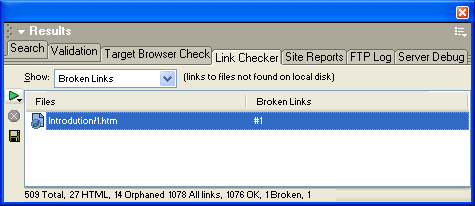 Results
Search Validation Target Browser Check Link Checker Site Reports FTP Log Server Debug
Show: Broken Links (links to files not found on local disk)
Files Broken Links
Introdution/1.htm #1
509 Total, 27 HTML, 14 Orphaned 1078 All links, 1076 OK, 1 Broken, 1